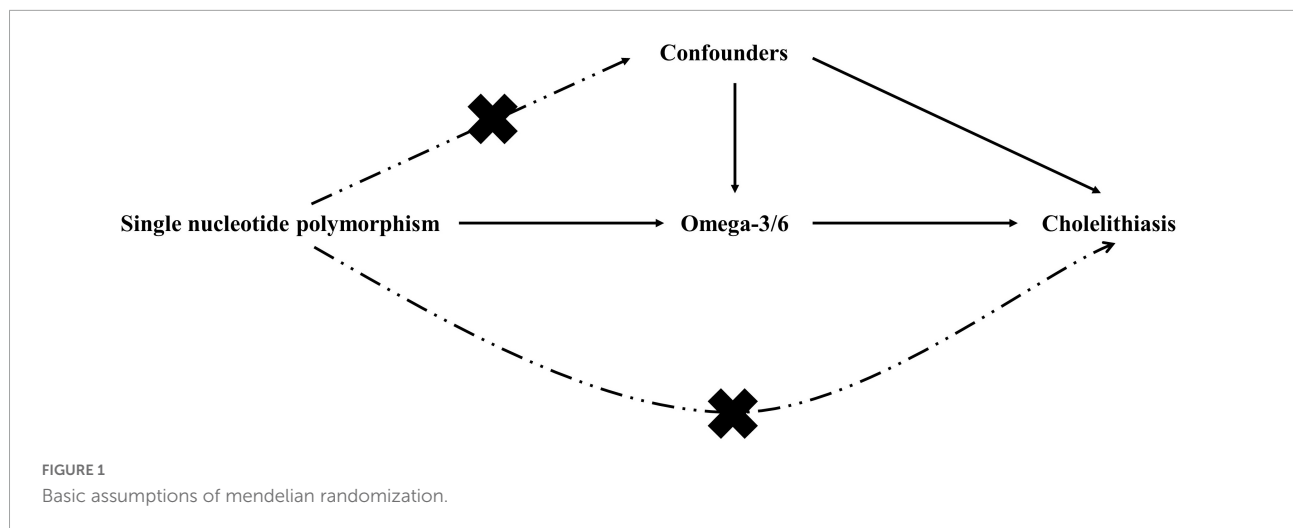 Confounders
Single nucleotide polymorphism
Omega-3/6
Cholelithiasis
FIGURE 1
Basic assumptions of mendelian randomization.